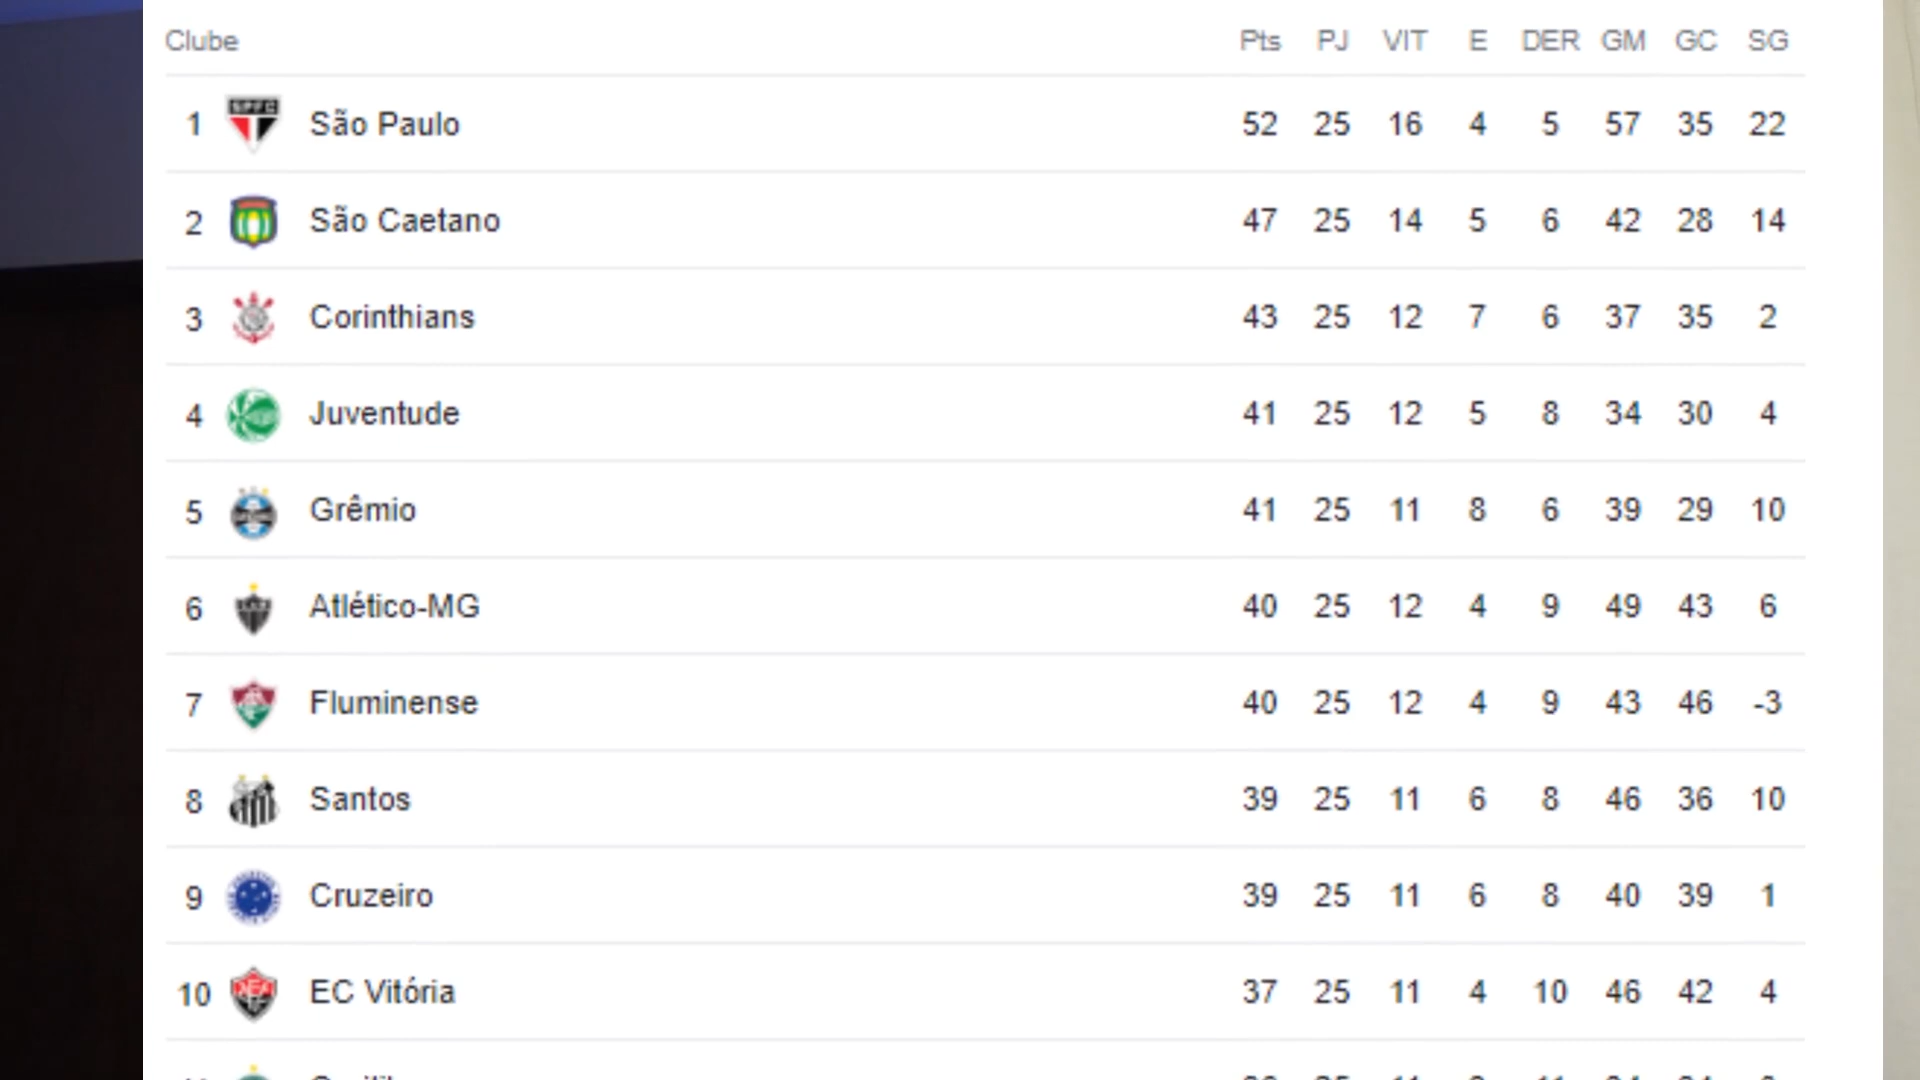 Clube Pts PJ VIT E DER GM GC SG
1 SPFC São Paulo 52 25 16 4 5 57 35 22
2 São Caetano 47 25 14 5 6 42 28 14
3 Corinthians 43 25 12 7 6 37 35 2
4 Juventude 41 25 12 5 8 34 30 4
5 Grêmio 41 25 11 8 6 39 29 10
6 Atlético-MG 40 25 12 4 9 49 43 6
7 Fluminense 40 25 12 4 9 43 46 -3
8 Santos 39 25 11 6 8 46 36 10
9 Cruzeiro 39 25 11 6 8 40 39 1
10 EC Vitória 37 25 11 4 10 46 42 4